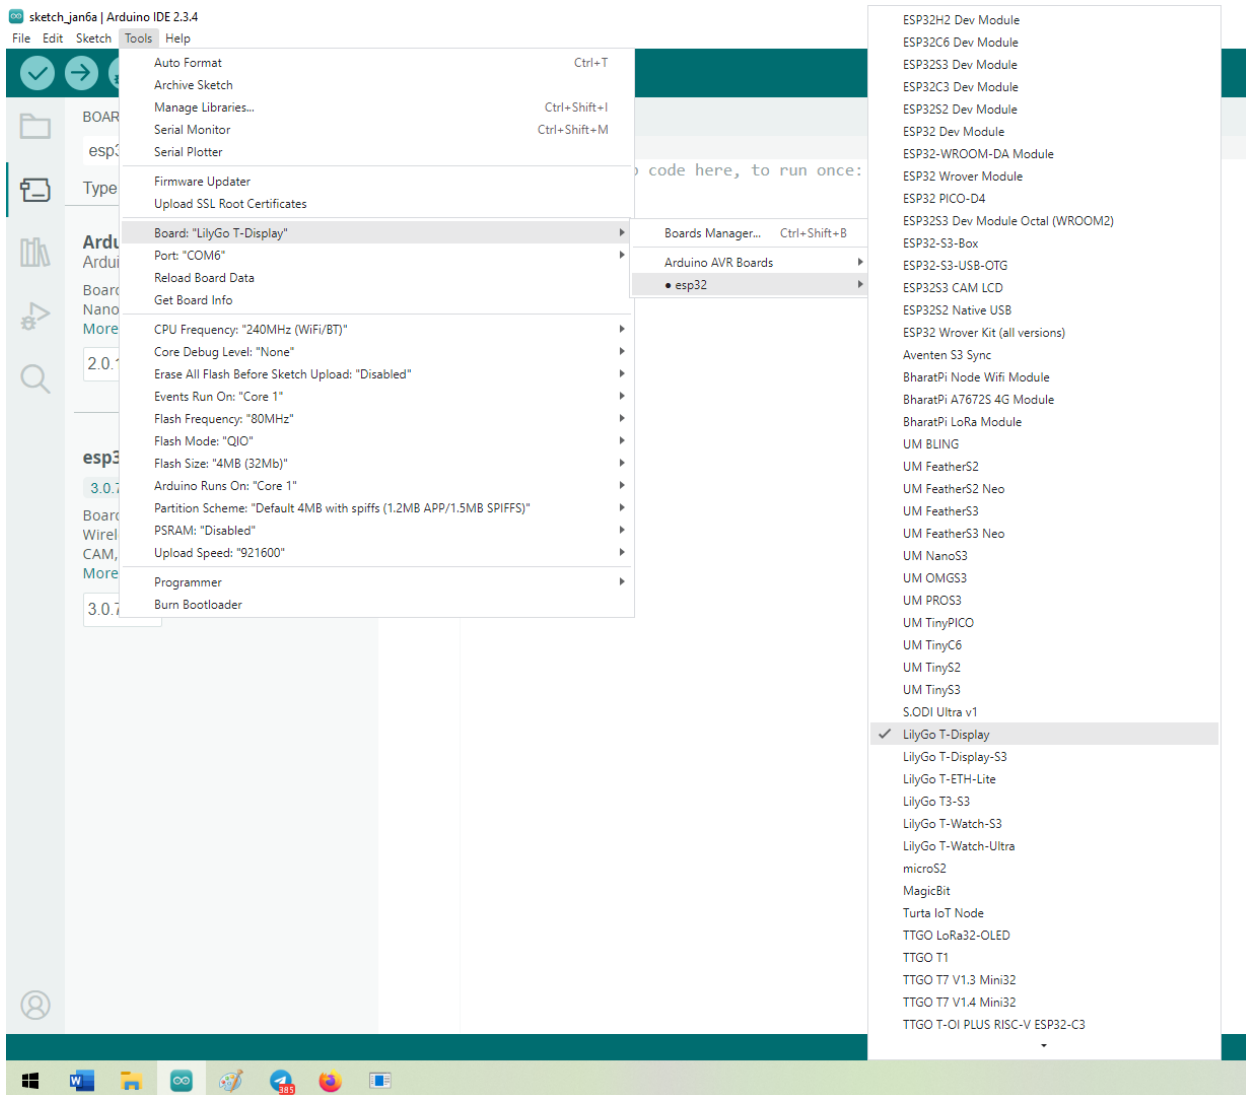 sketch_jan6a | Arduino IDE 2.3.4
File Edit Sketch Tools Help
Auto Format Ctrl+T
Archive Sketch
Manage Libraries... Ctrl+Shift+I
Serial Monitor Ctrl+Shift+M
Serial Plotter
Firmware Updater
Upload SSL Root Certificates
Board: "LilyGo T-Display"
Port: "COM6"
Reload Board Data
Get Board Info
CPU Frequency: "240MHz (WiFi/BT)"
Core Debug Level: "None"
Erase All Flash Before Sketch Upload: "Disabled"
Events Run On: "Core 1"
Flash Frequency: "80MHz"
Flash Mode: "QIO"
Flash Size: "4MB (32Mb)"
Arduino Runs On: "Core 1"
Partition Scheme: "Default 4MB with spiffs (1.2MB APP/1.5MB SPIFFS)"
PSRAM: "Disabled"
Upload Speed: "921600"
Programmer
Burn Bootloader
BOAR
esp3
Type
Ardu
Ardui
Board
Nano
More
2.0.1
esp3
3.0.7
Board
Wirel
CAM,
More
3.0.7
code here, to run once:
Boards Manager... Ctrl+Shift+B
Arduino AVR Boards
● esp32
ESP32H2 Dev Module
ESP32C6 Dev Module
ESP32S3 Dev Module
ESP32C3 Dev Module
ESP32S2 Dev Module
ESP32 Dev Module
ESP32-WROOM-DA Module
ESP32 Wrover Module
ESP32 PICO-D4
ESP32S3 Dev Module Octal (WROOM2)
ESP32-S3-Box
ESP32-S3-USB-OTG
ESP32S3 CAM LCD
ESP32S2 Native USB
ESP32 Wrover Kit (all versions)
Aventen S3 Sync
BharatPi Node Wifi Module
BharatPi A7672S 4G Module
BharatPi LoRa Module
UM BLING
UM FeatherS2
UM FeatherS2 Neo
UM FeatherS3
UM FeatherS3 Neo
UM NanoS3
UM OMGS3
UM PROS3
UM TinyPICO
UM TinyC6
UM TinyS2
UM TinyS3
S.ODI Ultra v1
LilyGo T-Display
LilyGo T-Display-S3
LilyGo T-ETH-Lite
LilyGo T3-S3
LilyGo T-Watch-S3
LilyGo T-Watch-Ultra
microS2
MagicBit
Turta IoT Node
TTGO LoRa32-OLED
TTGO T1
TTGO T7 V1.3 Mini32
TTGO T7 V1.4 Mini32
TTGO T-OI PLUS RISC-V ESP32-C3
W
385